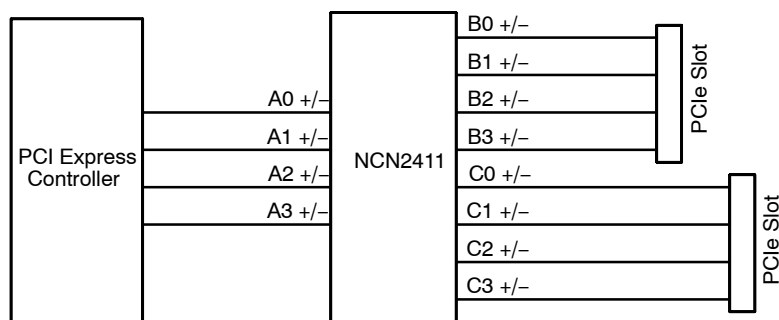 PCI Express
Controller
A0 +/−
A1 +/−
A2 +/−
A3 +/−
NCN2411
B0 +/−
B1 +/−
B2 +/−
B3 +/−
C0 +/−
C1 +/−
C2 +/−
C3 +/−
PCIe Slot
PCIe Slot